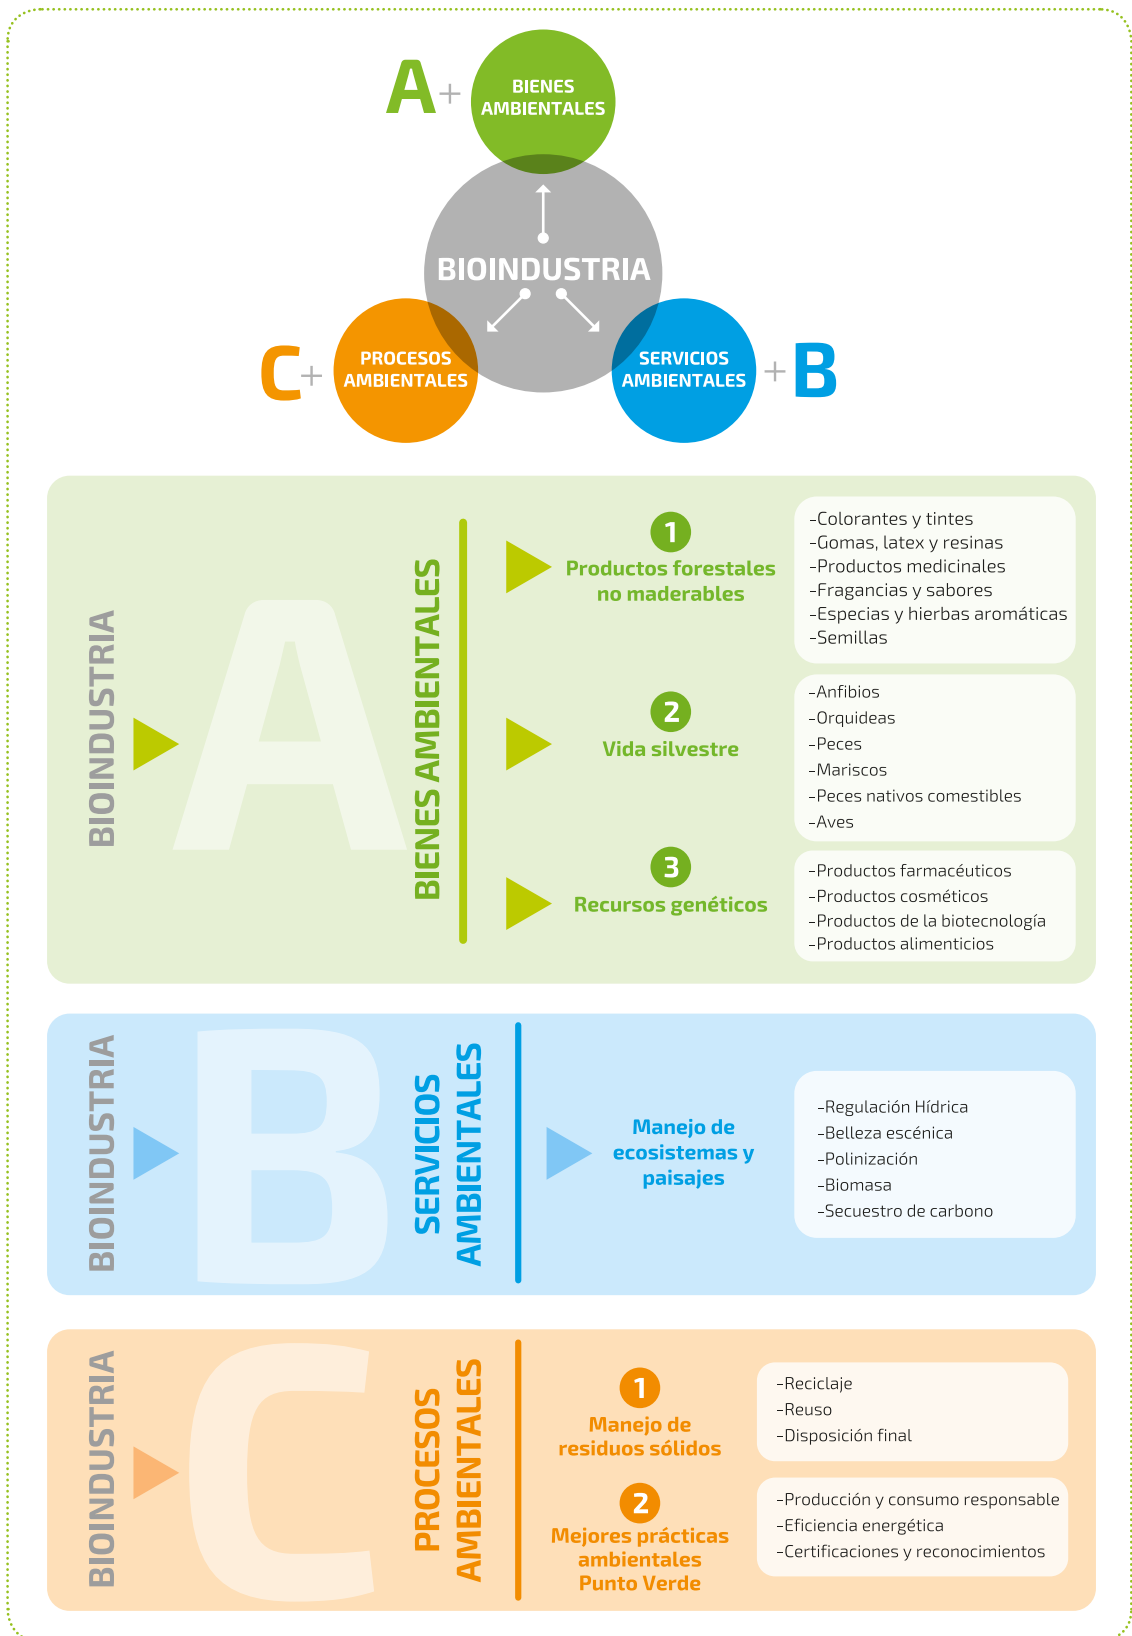 A+
BIENES
AMBIENTALES
BIOINDUSTRIA
C+
PROCESOS
AMBIENTALES
SERVICIOS
AMBIENTALES
+B
BIOINDUSTRIA
A
BIENES AMBIENTALES
1
Productos forestales
no maderables
-Colorantes y tintes
-Gomas, latex y resinas
-Productos medicinales
-Fragancias y sabores
-Especias y hierbas aromáticas
-Semillas
2
Vida silvestre
-Anfibios
-Orquideas
-Peces
-Mariscos
-Peces nativos comestibles
-Aves
3
Recursos genéticos
-Productos farmacéuticos
-Productos cosméticos
-Productos de la biotecnología
-Productos alimenticios
BIOINDUSTRIA
B
SERVICIOS
AMBIENTALES
Manejo de
ecosistemas y
paisajes
-Regulación Hídrica
-Belleza escénica
-Polinización
-Biomasa
-Secuestro de carbono
BIOINDUSTRIA
C
PROCESOS
AMBIENTALES
1
Manejo de
residuos sólidos
-Reciclaje
-Reuso
-Disposición final
2
Mejores prácticas
ambientales
Punto Verde
-Producción y consumo responsable
-Eficiencia energética
-Certificaciones y reconocimientos